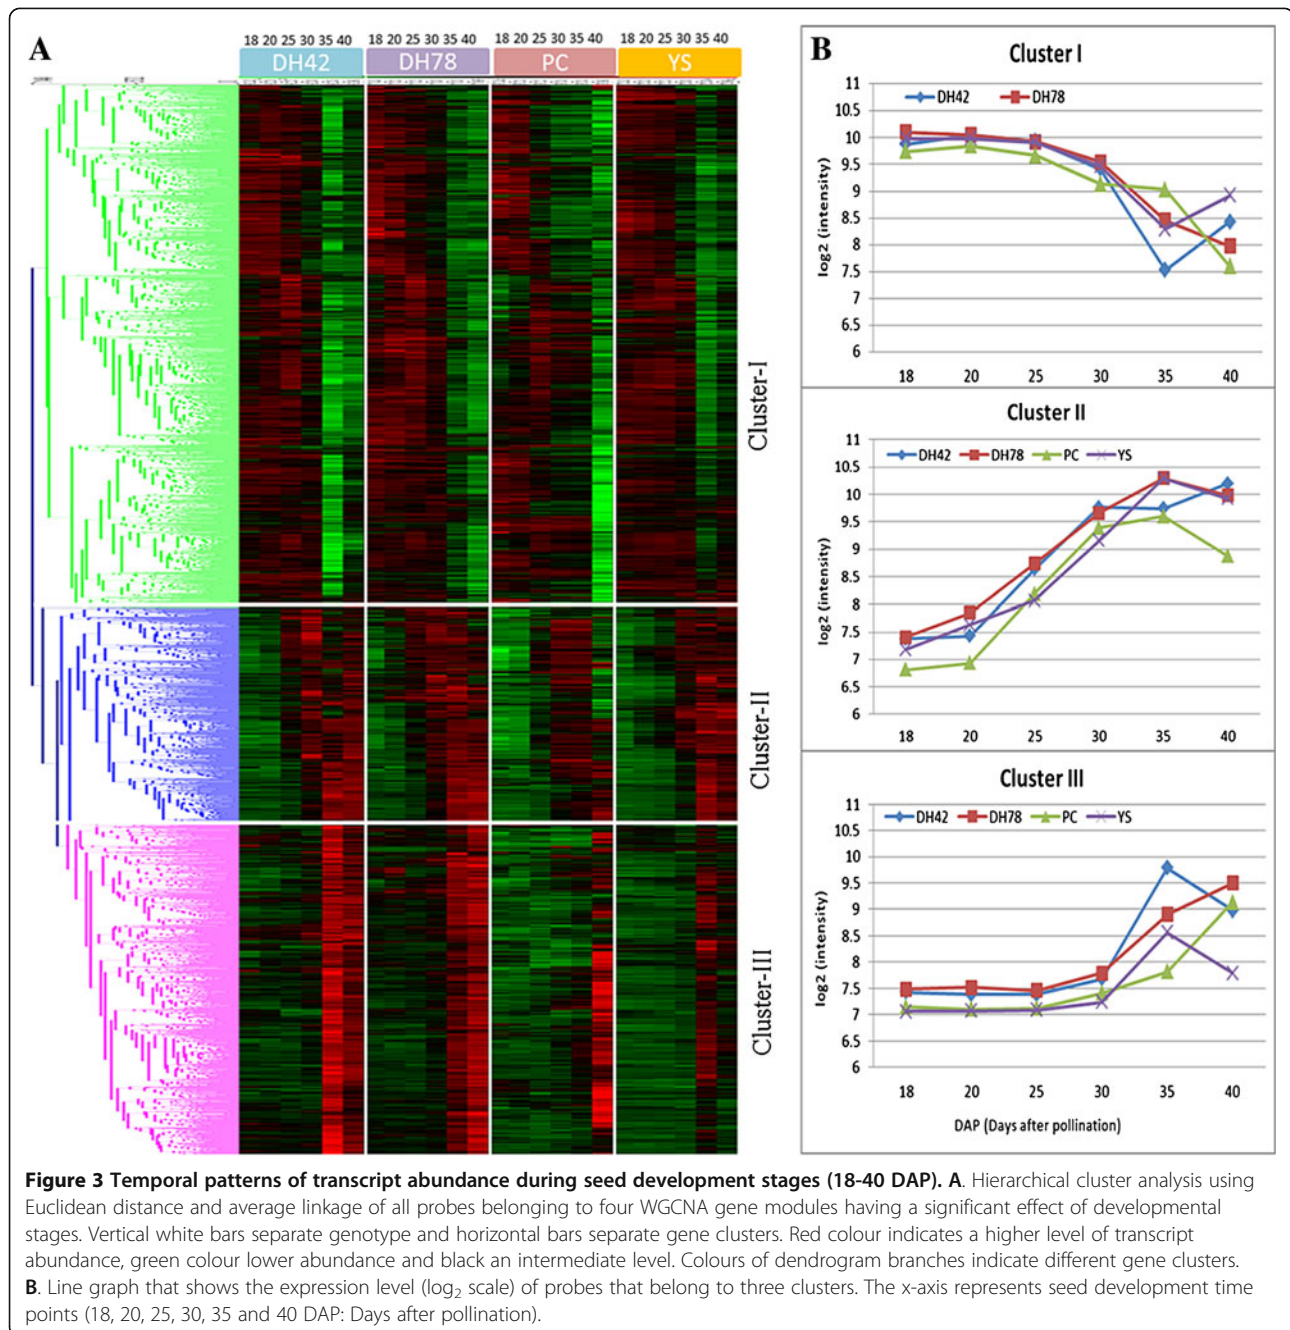 A
18 20 25 30 35 40 18 20 25 30 35 40 18 20 25 30 35 40 18 20 25 30 35 40
DH42 DH78 PC YS
Cluster-I
Cluster-II
Cluster-III
B
Cluster I
DH42 DH78
log2 (intensity)
11
10.5
10
9.5
9
8.5
8
7.5
7
6.5
6
18 20 25 30 35 40
Cluster II
DH42 DH78 PC YS
log2 (intensity)
11
10.5
10
9.5
9
8.5
8
7.5
7
6.5
6
18 20 25 30 35 40
Cluster III
DH42 DH78 PC YS
log2 (intensity)
11
10.5
10
9.5
9
8.5
8
7.5
7
6.5
6
18 20 25 30 35 40
DAP (Days after pollination)
Figure 3 Temporal patterns of transcript abundance during seed development stages (18-40 DAP). A. Hierarchical cluster analysis using
Euclidean distance and average linkage of all probes belonging to four WGCNA gene modules having a significant effect of developmental
stages. Vertical white bars separate genotype and horizontal bars separate gene clusters. Red colour indicates a higher level of transcript
abundance, green colour lower abundance and black an intermediate level. Colours of dendrogram branches indicate different gene clusters.
B. Line graph that shows the expression level (log₂ scale) of probes that belong to three clusters. The x-axis represents seed development time
points (18, 20, 25, 30, 35 and 40 DAP: Days after pollination).